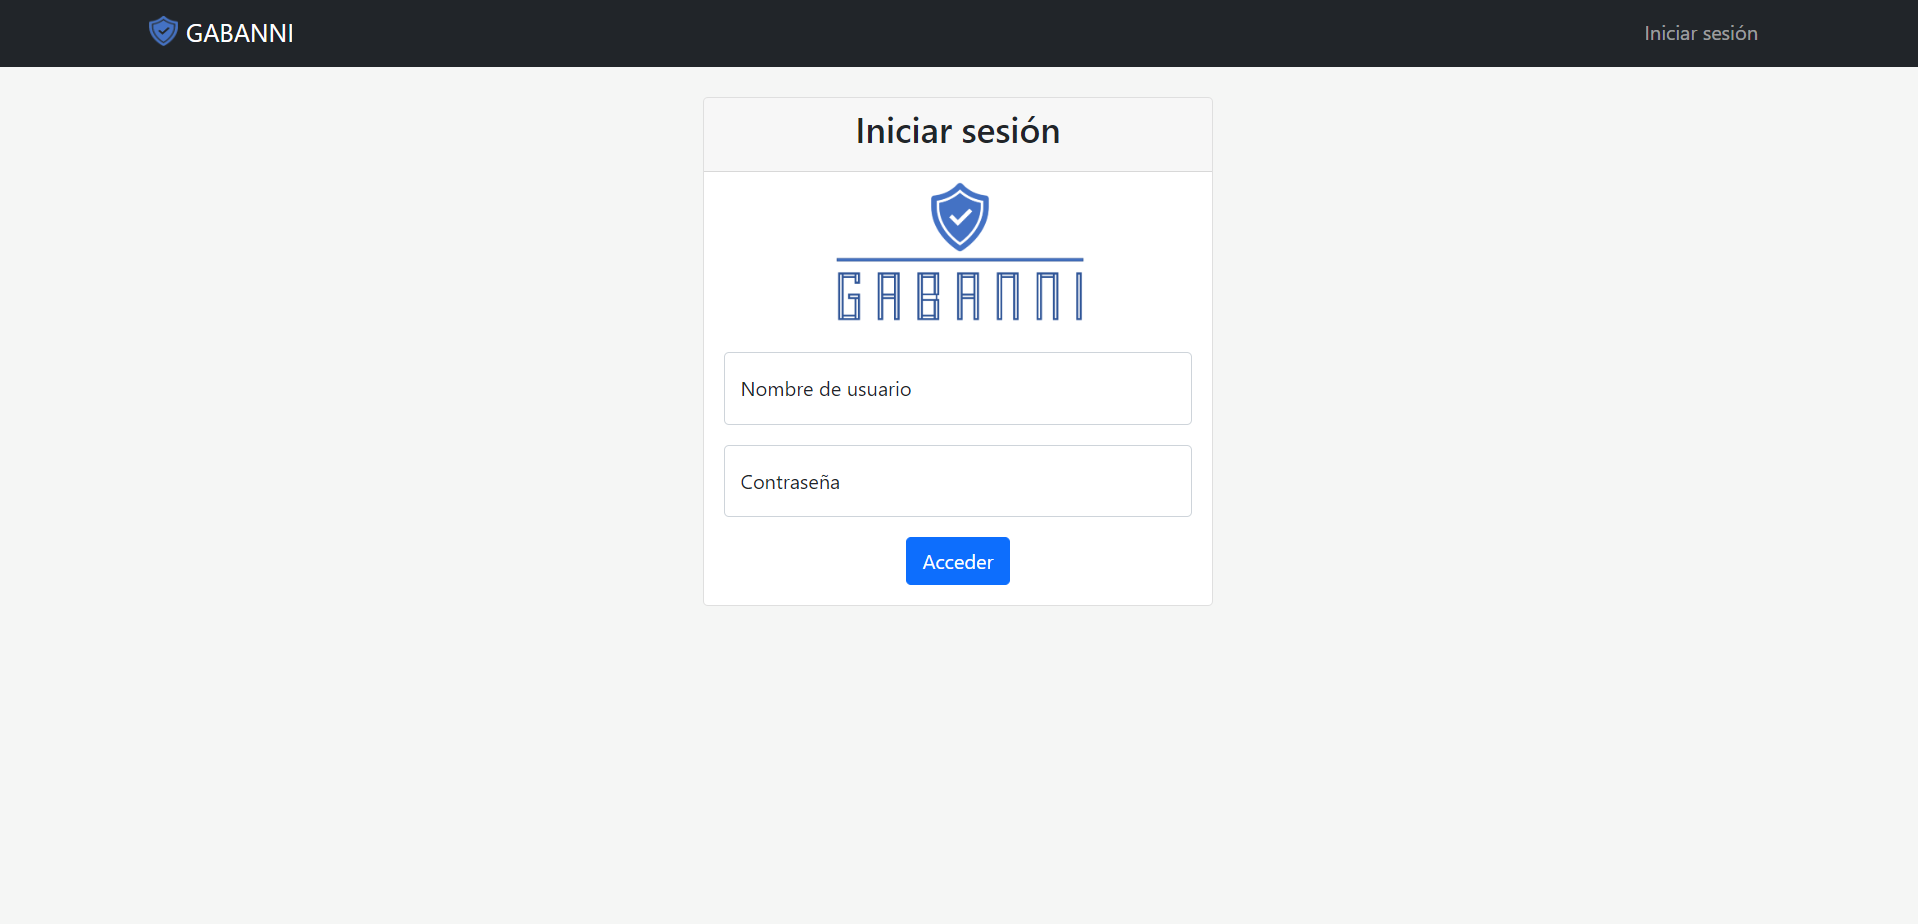 GABANNI
Iniciar sesión
Iniciar sesión
GABANNI
Nombre de usuario
Contraseña
Acceder